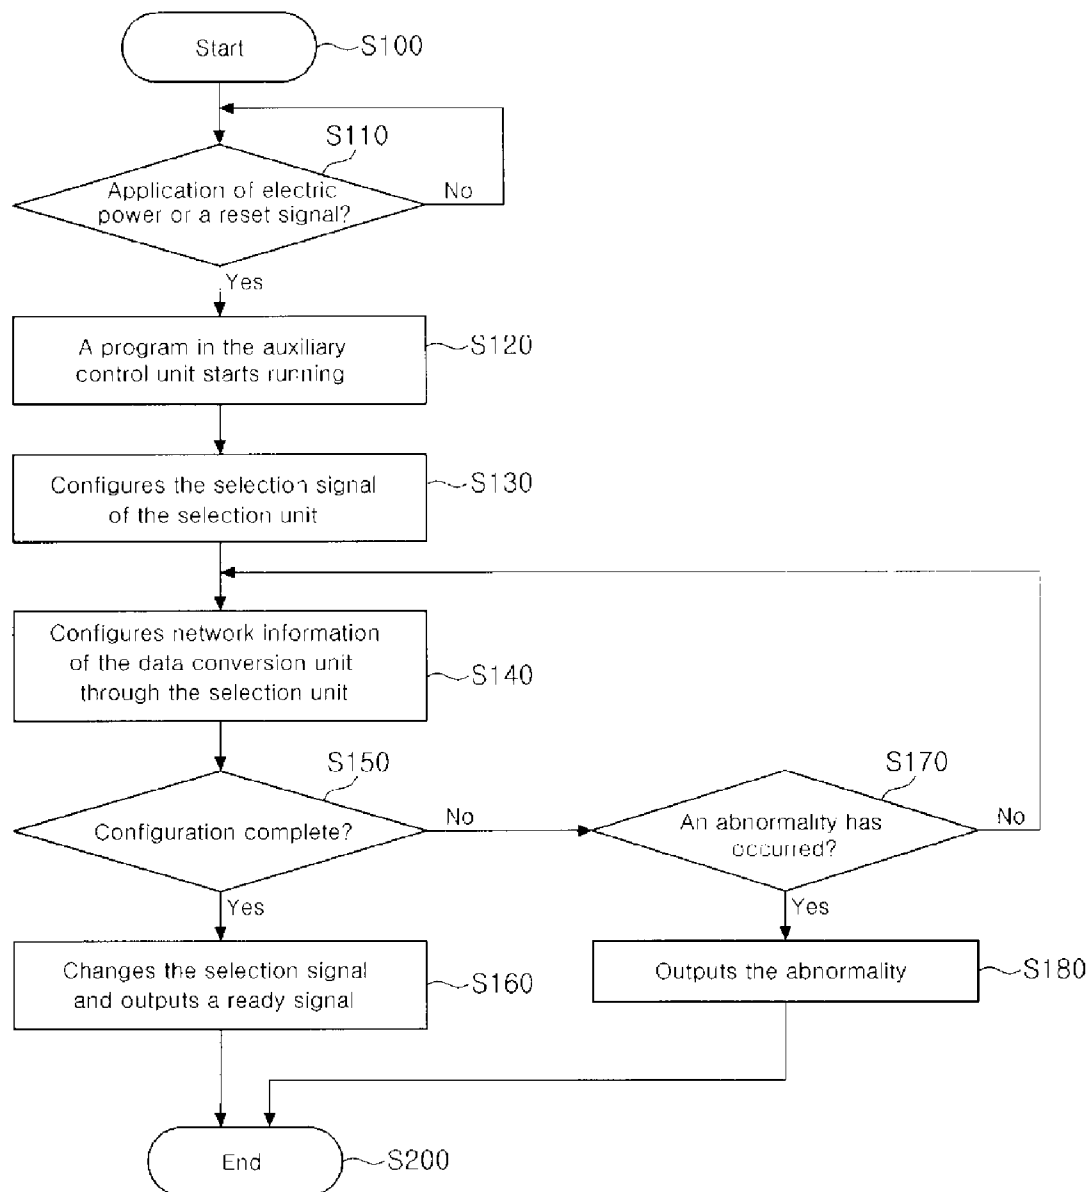 Start
S100
S110
Application of electric
power or a reset signal?
No
Yes
A program in the auxiliary
control unit starts running
S120
Configures the selection signal
of the selection unit
S130
Configures network information
of the data conversion unit
through the selection unit
S140
S150
Configuration complete?
No
S170
An abnormality has
occurred?
No
Yes
Yes
Changes the selection signal
and outputs a ready signal
S160
Outputs the abnormality
S180
End
S200